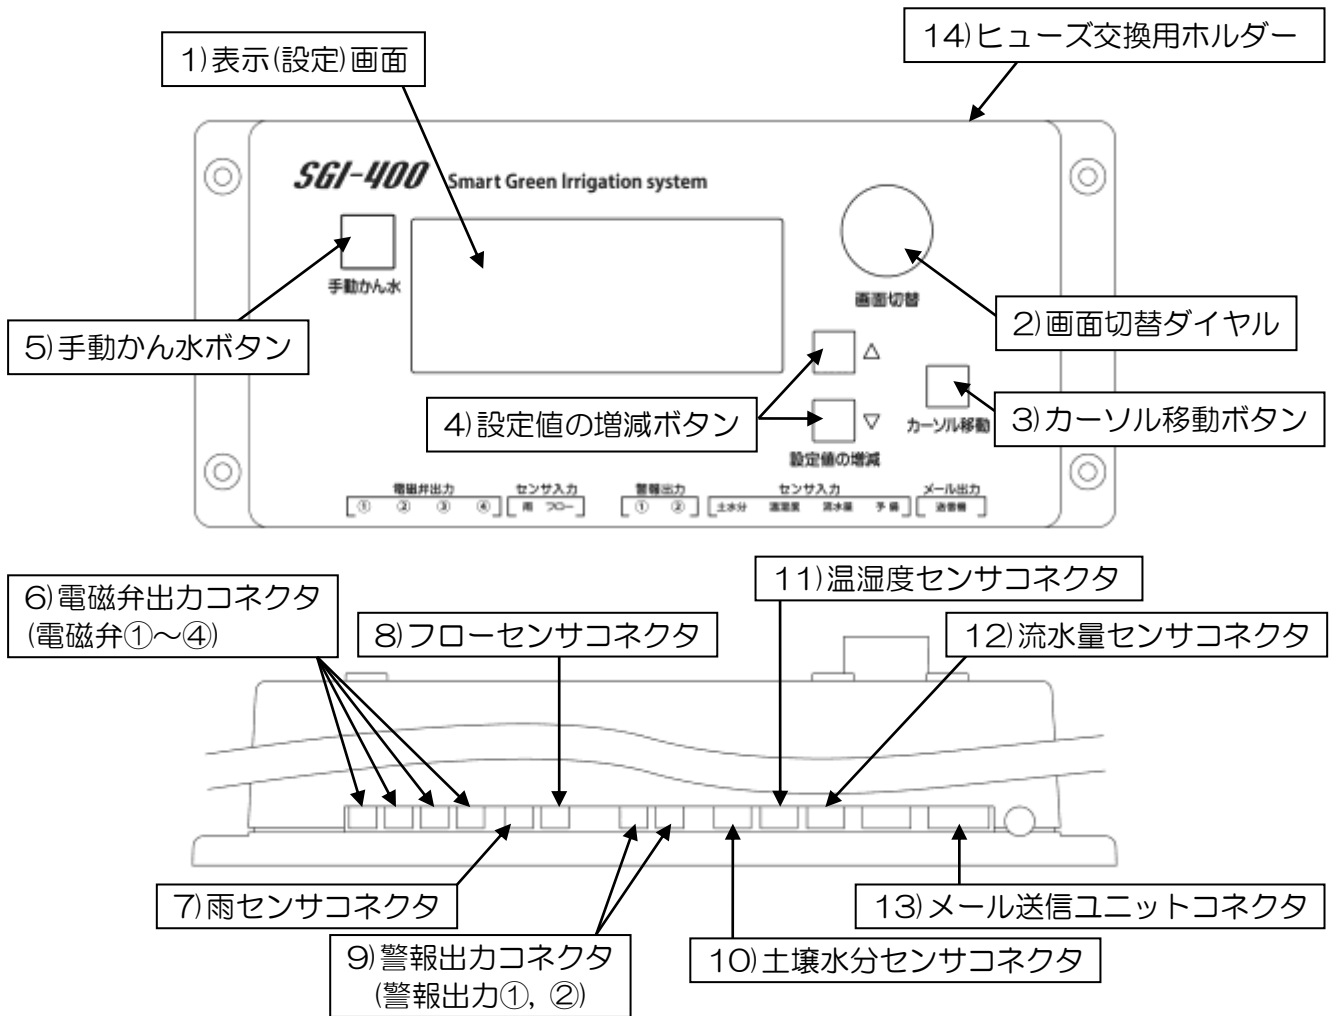 14)ヒューズ交換用ホルダー
1)表示(設定)画面
SGI-400 Smart Green Irrigation system
手動かん水
画面切替
2)画面切替ダイヤル
5)手動かん水ボタン
△
4)設定値の増減ボタン
▽
カーソル移動
3)カーソル移動ボタン
設定値の増減
電磁弁出力 センサ入力 警報出力 センサ入力 メール出力
① ② ③ ④ 雨 フロー ① ② 土水分 温湿度 流水量 予備 送信機
6)電磁弁出力コネクタ
(電磁弁①~④)
8)フローセンサコネクタ
11)温湿度センサコネクタ
12)流水量センサコネクタ
7)雨センサコネクタ
9)警報出力コネクタ
(警報出力①, ②)
10)土壌水分センサコネクタ
13)メール送信ユニットコネクタ